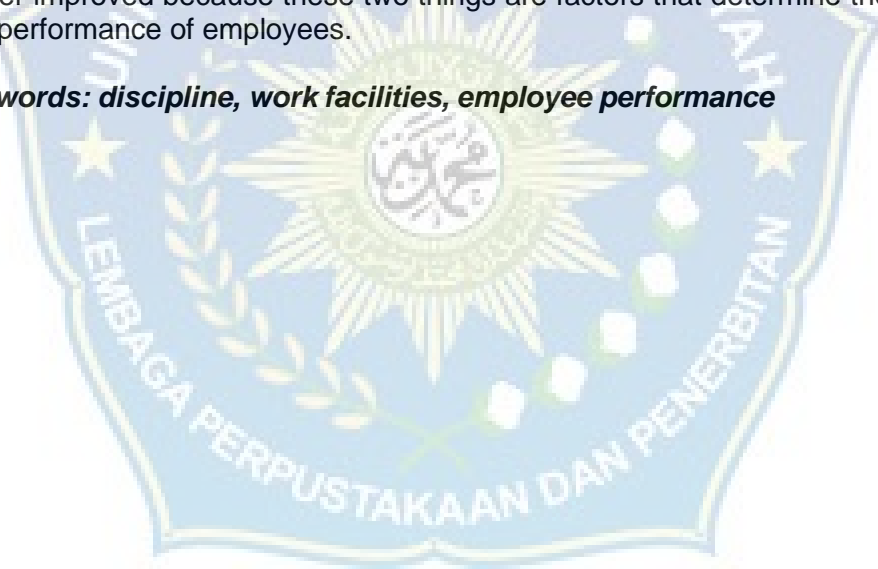 er improved because these two things are factors that determine the
performance of employees.
words: discipline, work facilities, employee performance
LEMBAGA PERPUSTAKAAN DAN PENERBITAN